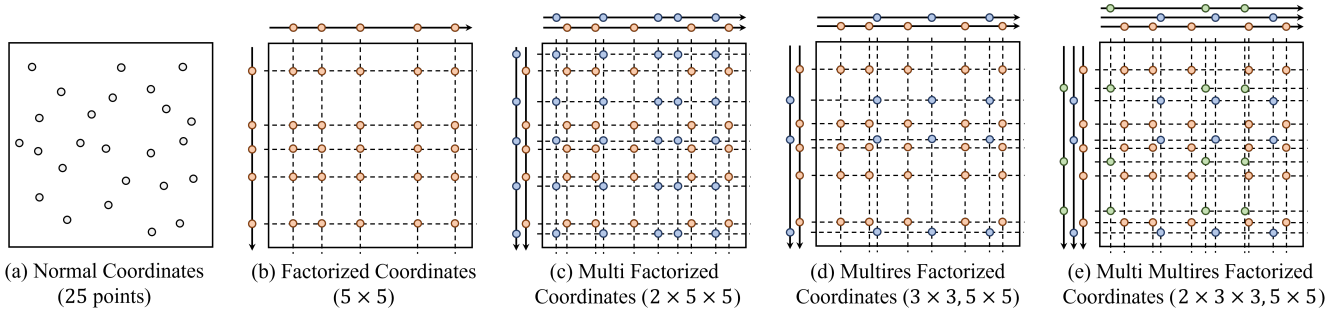 (a) Normal Coordinates
(25 points)
(b) Factorized Coordinates
(5 × 5)
(c) Multi Factorized
Coordinates (2 × 5 × 5)
(d) Multires Factorized
Coordinates (3 × 3, 5 × 5)
(e) Multi Multires Factorized
Coordinates (2 × 3 × 3, 5 × 5)